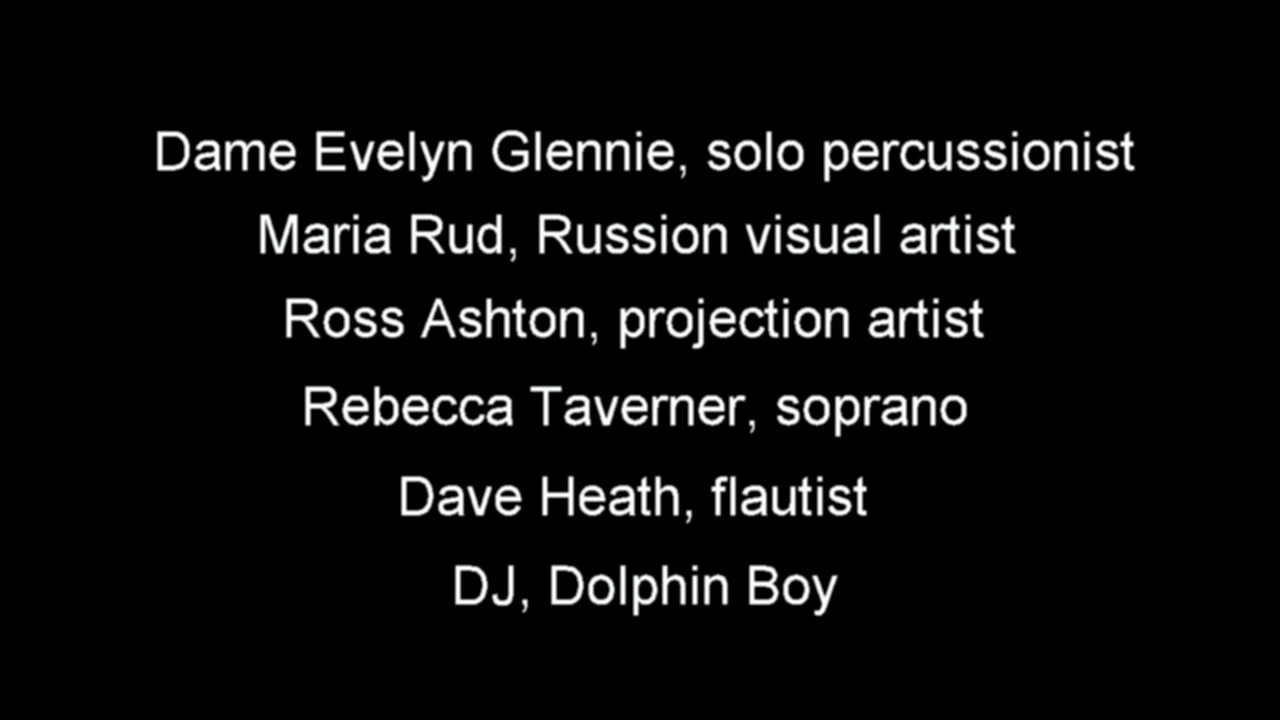 Dame Evelyn Glennie, solo percussionist
Maria Rud, Russion visual artist
Ross Ashton, projection artist
Rebecca Taverner, soprano
Dave Heath, flautist
DJ, Dolphin Boy